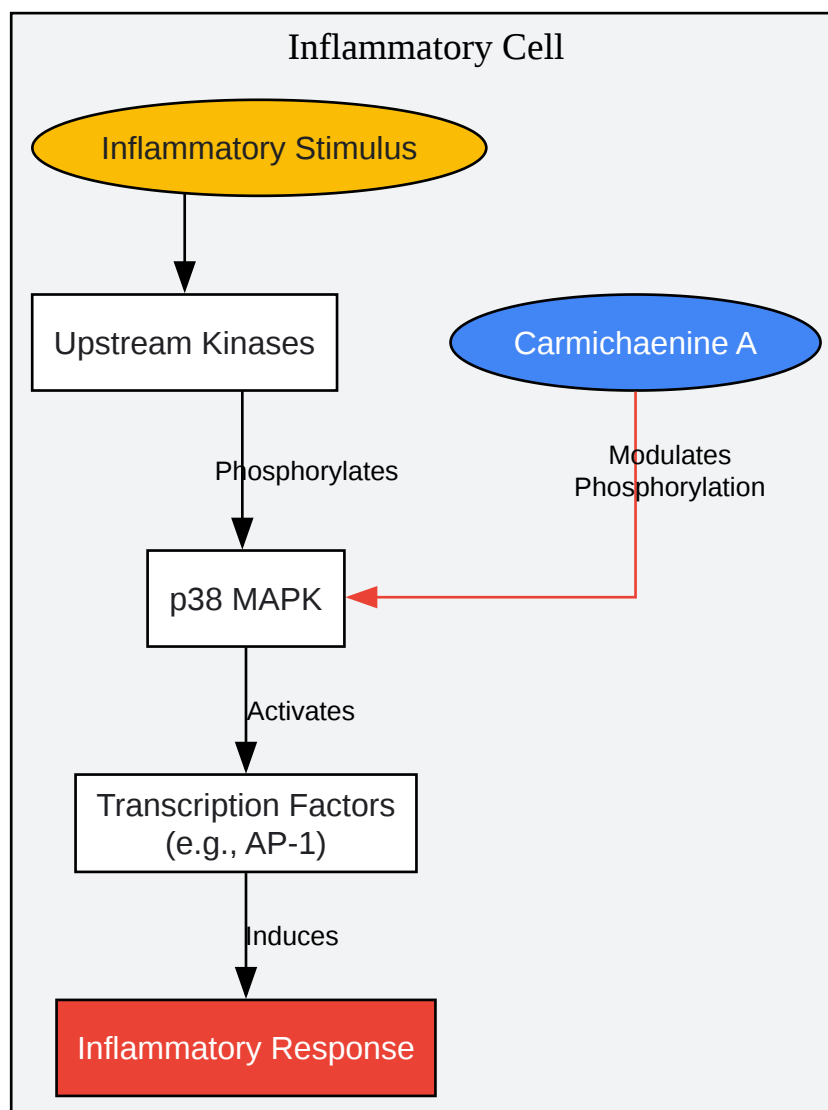 Inflammatory Cell
Inflammatory Stimulus
Upstream Kinases
Carmichaenine A
Phosphorylates
Modulates
Phosphorylation
p38 MAPK
Activates
Transcription Factors
(e.g., AP-1)
Induces
Inflammatory Response